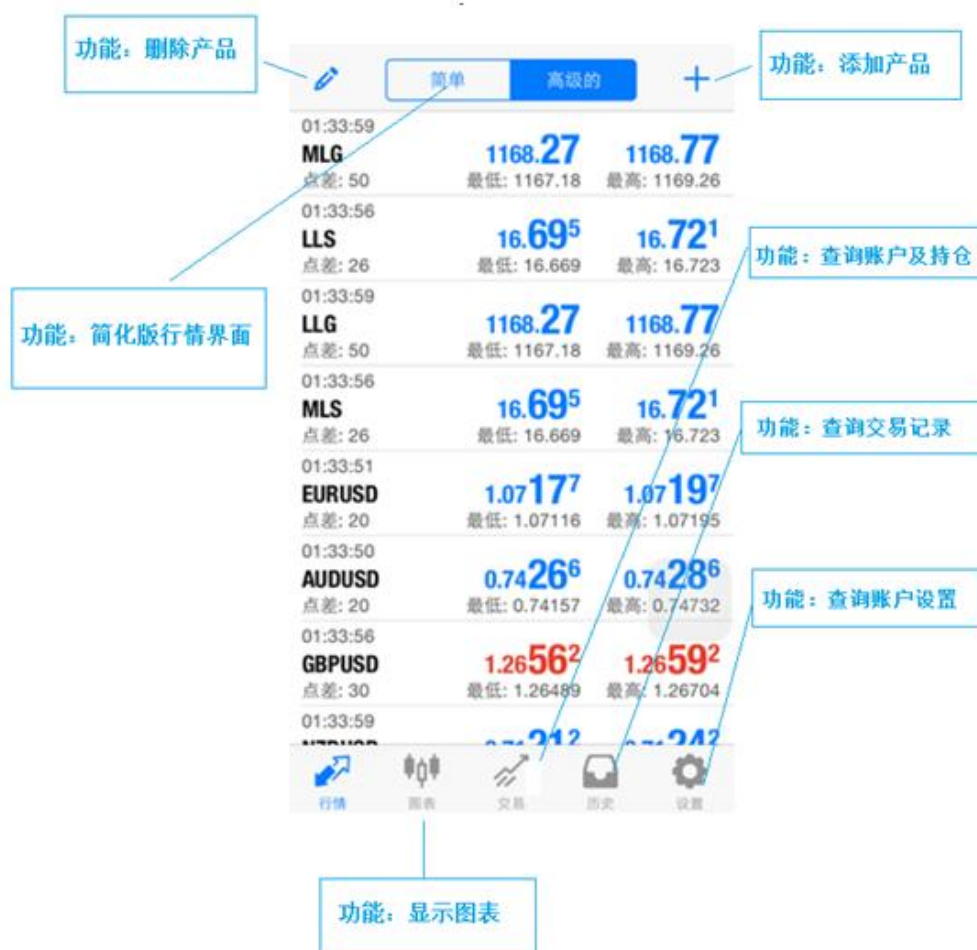 功能：删除产品
功能：添加产品
简单
高级的
01:33:59
MLG
1168.27
1168.77
点差: 50
最低: 1167.18
最高: 1169.26
01:33:56
LLS
16.695
16.721
点差: 26
最低: 16.669
最高: 16.723
功能：查询账户及持仓
01:33:59
LLG
1168.27
1168.77
点差: 50
最低: 1167.18
最高: 1169.26
功能：简化版行情界面
01:33:56
MLS
16.695
16.721
点差: 26
最低: 16.669
最高: 16.723
功能：查询交易记录
01:33:51
EURUSD
1.07177
1.07197
点差: 20
最低: 1.07116
最高: 1.07195
01:33:50
AUDUSD
0.74266
0.74286
点差: 20
最低: 0.74157
最高: 0.74732
功能：查询账户设置
01:33:56
GBPUSD
1.26562
1.26592
点差: 30
最低: 1.26489
最高: 1.26704
01:33:59
行情
图表
交易
历史
设置
功能：显示图表